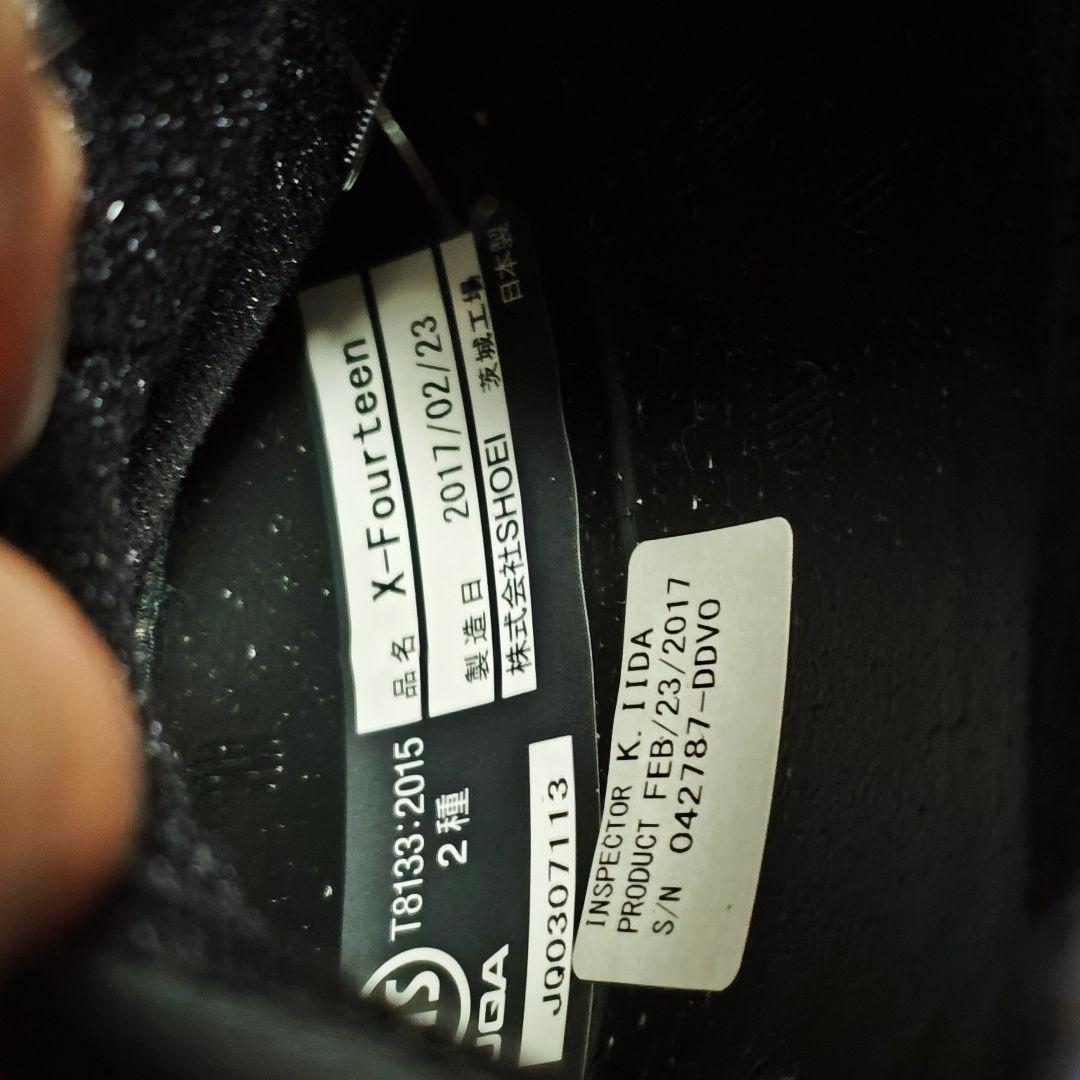 品名 X-Fourteen
製造日 2017/02/23
株式会社SHOEI 茨城工場
日本製
T8133:2015
2種
JQA
JQ0307113
INSPECTOR K. IIDA
PRODUCT FEB/23/2017
S/N 042787-DDVO